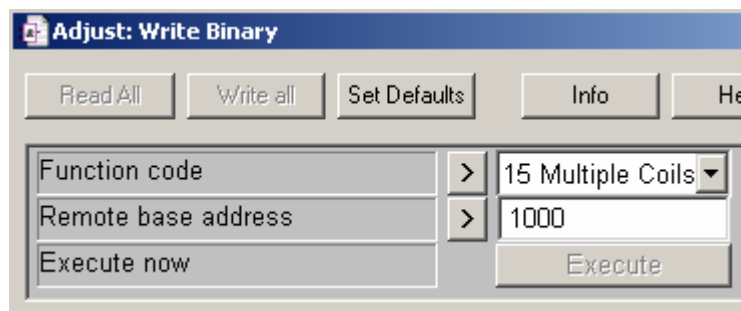 Adjust: Write Binary
Read All Write all Set Defaults Info He
Function code > 15 Multiple Coils
Remote base address > 1000
Execute now Execute